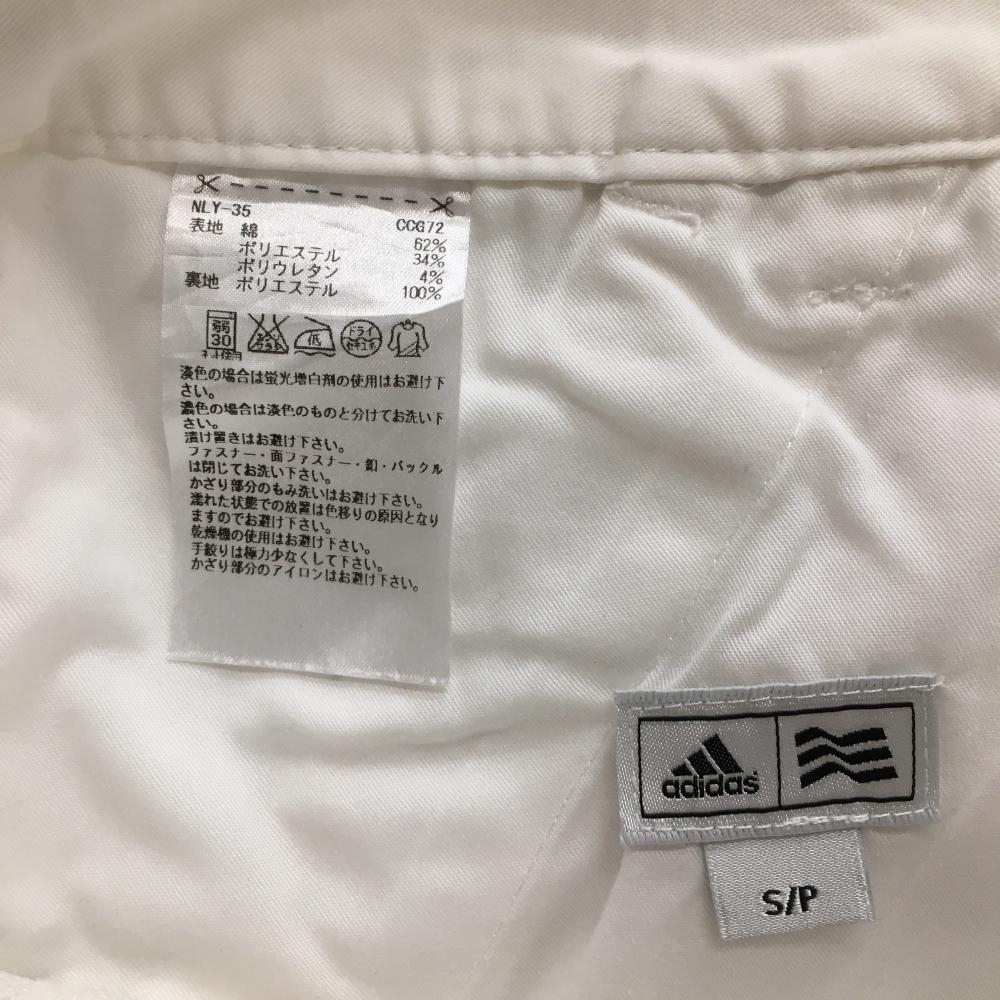 NLY-35 CCG72
表地 綿 62%
ポリエステル 34%
ポリウレタン 4%
裏地 ポリエステル 100%
弱 30 低 ドライ セキユ系
ネット使用
淡色の場合は蛍光増白剤の使用はお避け下
さい。
濃色の場合は淡色のものと分けてお洗い下
さい。
漬け置きはお避け下さい。
ファスナー・面ファスナー・釦・バックル
は閉じてお洗い下さい。
かざり部分のもみ洗いはお避け下さい。
濡れた状態での放置は色移りの原因となり
ますのでお避け下さい。
乾燥機の使用はお避け下さい。
手絞りは極力少なくして下さい。
かざり部分のアイロンはお避け下さい。
adidas
S/P